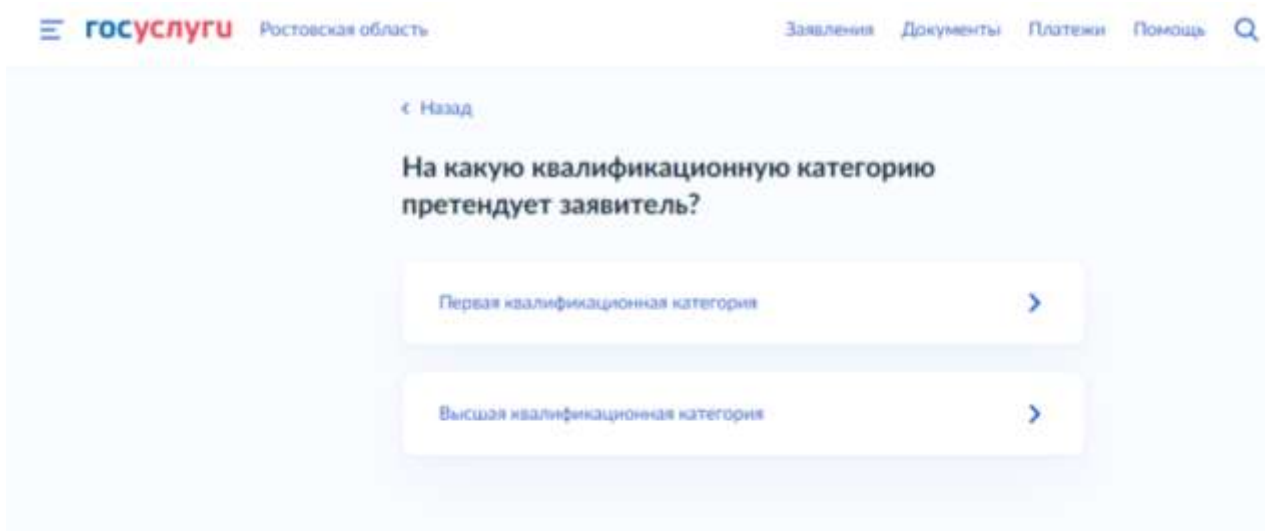 госуслуги Ростовская область Заявления Документы Платежи Помощь
Назад
На какую квалификационную категорию
претендует заявитель?
Первая квалификационная категория
Высшая квалификационная категория